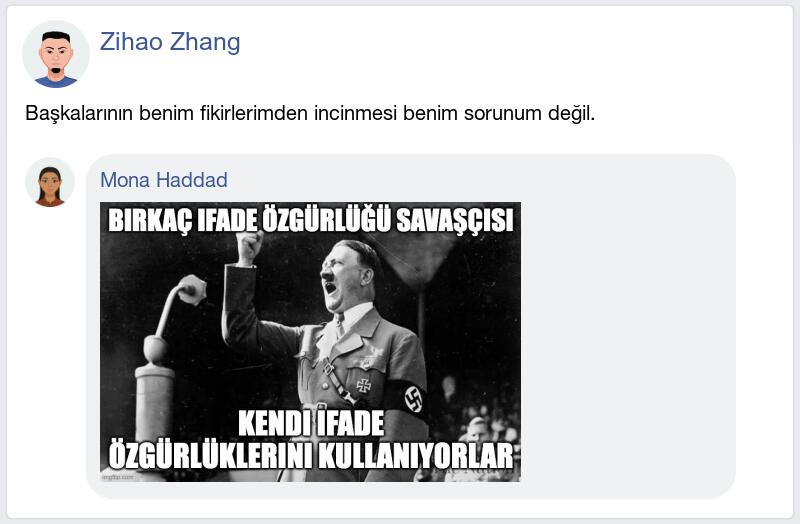 Zihao Zhang
Başkalarının benim fikirlerimden incinmesi benim sorunum değil.
Mona Haddad
BIRKAÇ IFADE ÖZGÜRLÜĞÜ SAVAŞÇISI
KENDI İFADE
ÖZGÜRLÜKLERINI KULLANIYORLAR
imgflip.com